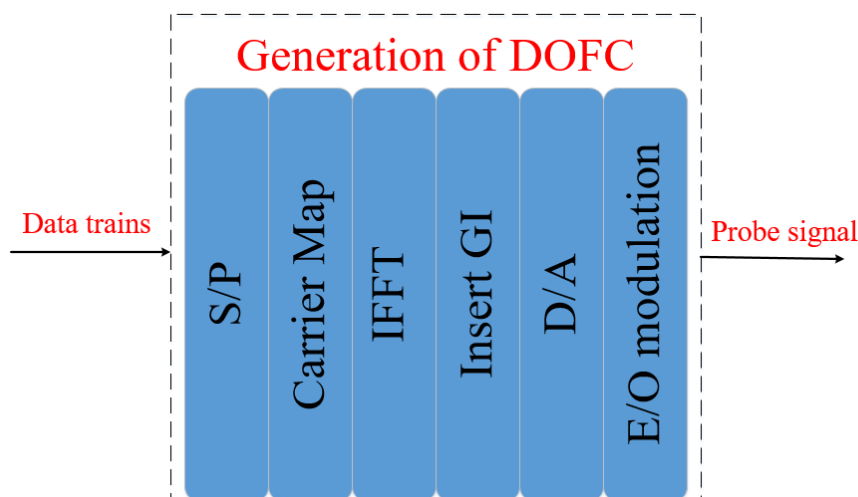 Generation of DOFC
Data trains
S/P
Carrier Map
IFFT
Insert GI
D/A
E/O modulation
Probe signal